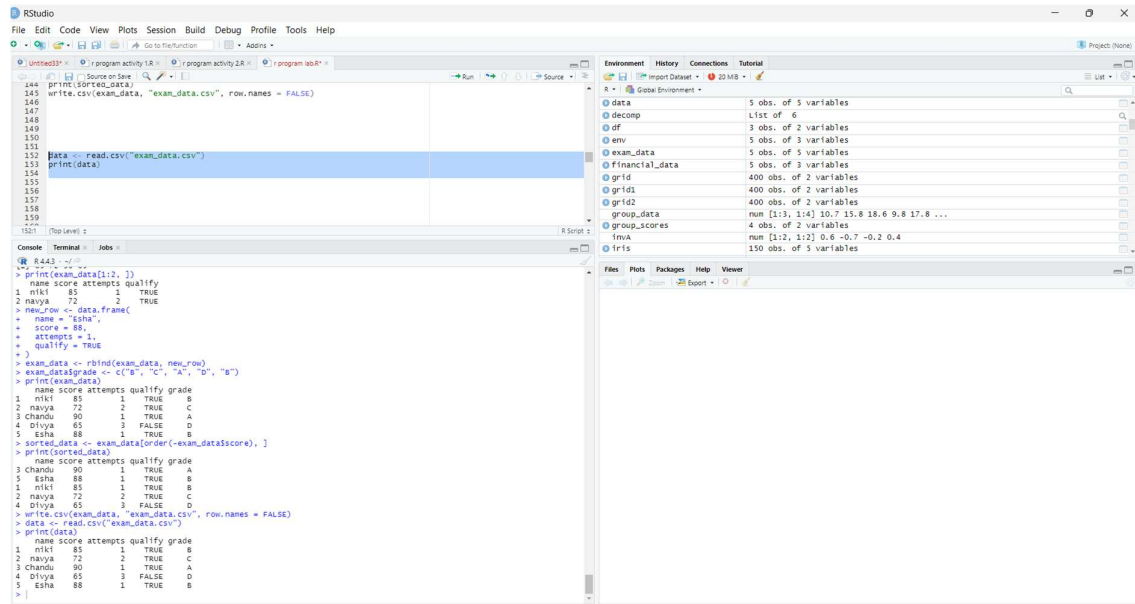 RStudio
File Edit Code View Plots Session Build Debug Profile Tools Help
Go to file/function Addins Project: (None)
Untitled33* r program activity 1.R r program activity 2.R r program lab.R*
Source on Save Run Source
144 print(sorted_data)
145 write.csv(exam_data, "exam_data.csv", row.names = FALSE)
146
147
148
149
150
151
152 data <- read.csv("exam_data.csv")
153 print(data)
154
155
156
157
158
159
152:1 (Top Level) R Script
Console Terminal Jobs
R 4.4.3 · ~/
> print(exam_data[1:2, ])
name score attempts qualify
1 niki 85 1 TRUE
2 navya 72 2 TRUE
> new_row <- data.frame(
+ name = "Esha",
+ score = 88,
+ attempts = 1,
+ qualify = TRUE
+ )
> exam_data <- rbind(exam_data, new_row)
> exam_data$grade <- c("B", "C", "A", "D", "B")
> print(exam_data)
name score attempts qualify grade
1 niki 85 1 TRUE B
2 navya 72 2 TRUE C
3 Chandu 90 1 TRUE A
4 Divya 65 3 FALSE D
5 Esha 88 1 TRUE B
> sorted_data <- exam_data[order(-exam_data$score), ]
> print(sorted_data)
name score attempts qualify grade
3 Chandu 90 1 TRUE A
5 Esha 88 1 TRUE B
1 niki 85 1 TRUE B
2 navya 72 2 TRUE C
4 Divya 65 3 FALSE D
> write.csv(exam_data, "exam_data.csv", row.names = FALSE)
> data <- read.csv("exam_data.csv")
> print(data)
name score attempts qualify grade
1 niki 85 1 TRUE B
2 navya 72 2 TRUE C
3 Chandu 90 1 TRUE A
4 Divya 65 3 FALSE D
5 Esha 88 1 TRUE B
>
Environment History Connections Tutorial
Import Dataset 20 MiB List
R Global Environment
data 5 obs. of 5 variables
decomp List of 6
df 3 obs. of 2 variables
env 5 obs. of 3 variables
exam_data 5 obs. of 5 variables
financial_data 5 obs. of 3 variables
grid 400 obs. of 2 variables
grid1 400 obs. of 2 variables
grid2 400 obs. of 2 variables
group_data num [1:3, 1:4] 10.7 15.8 18.6 9.8 17.8 ...
group_scores 4 obs. of 2 variables
invA num [1:2, 1:2] 0.6 -0.7 -0.2 0.4
iris 150 obs. of 5 variables
Files Plots Packages Help Viewer
Zoom Export